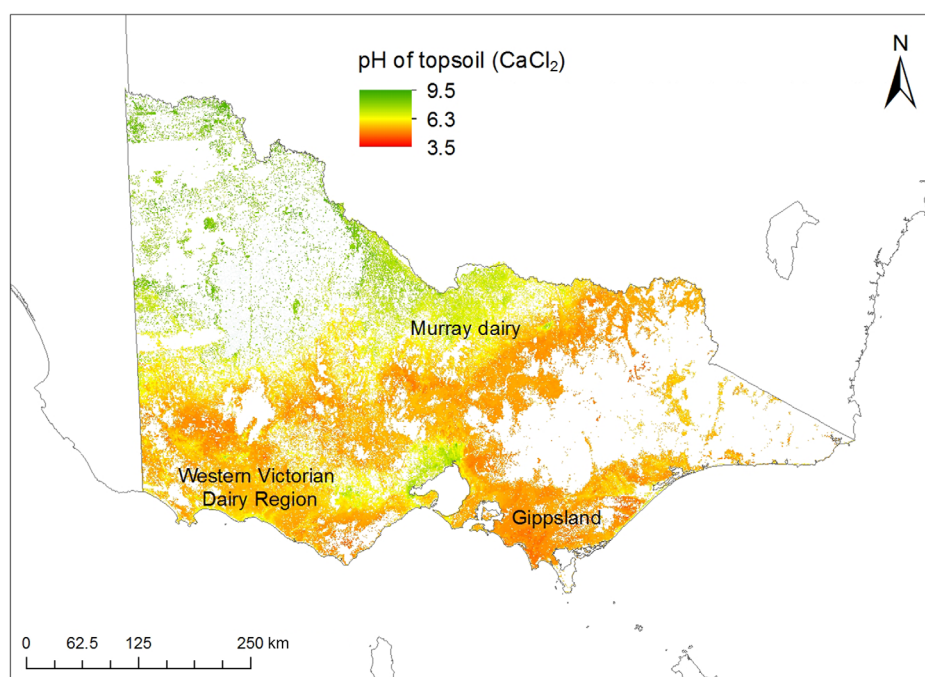 pH of topsoil (CaCl₂)
9.5
6.3
3.5
N
Murray dairy
Western Victorian
Dairy Region
Gippsland
0 62.5 125 250 km